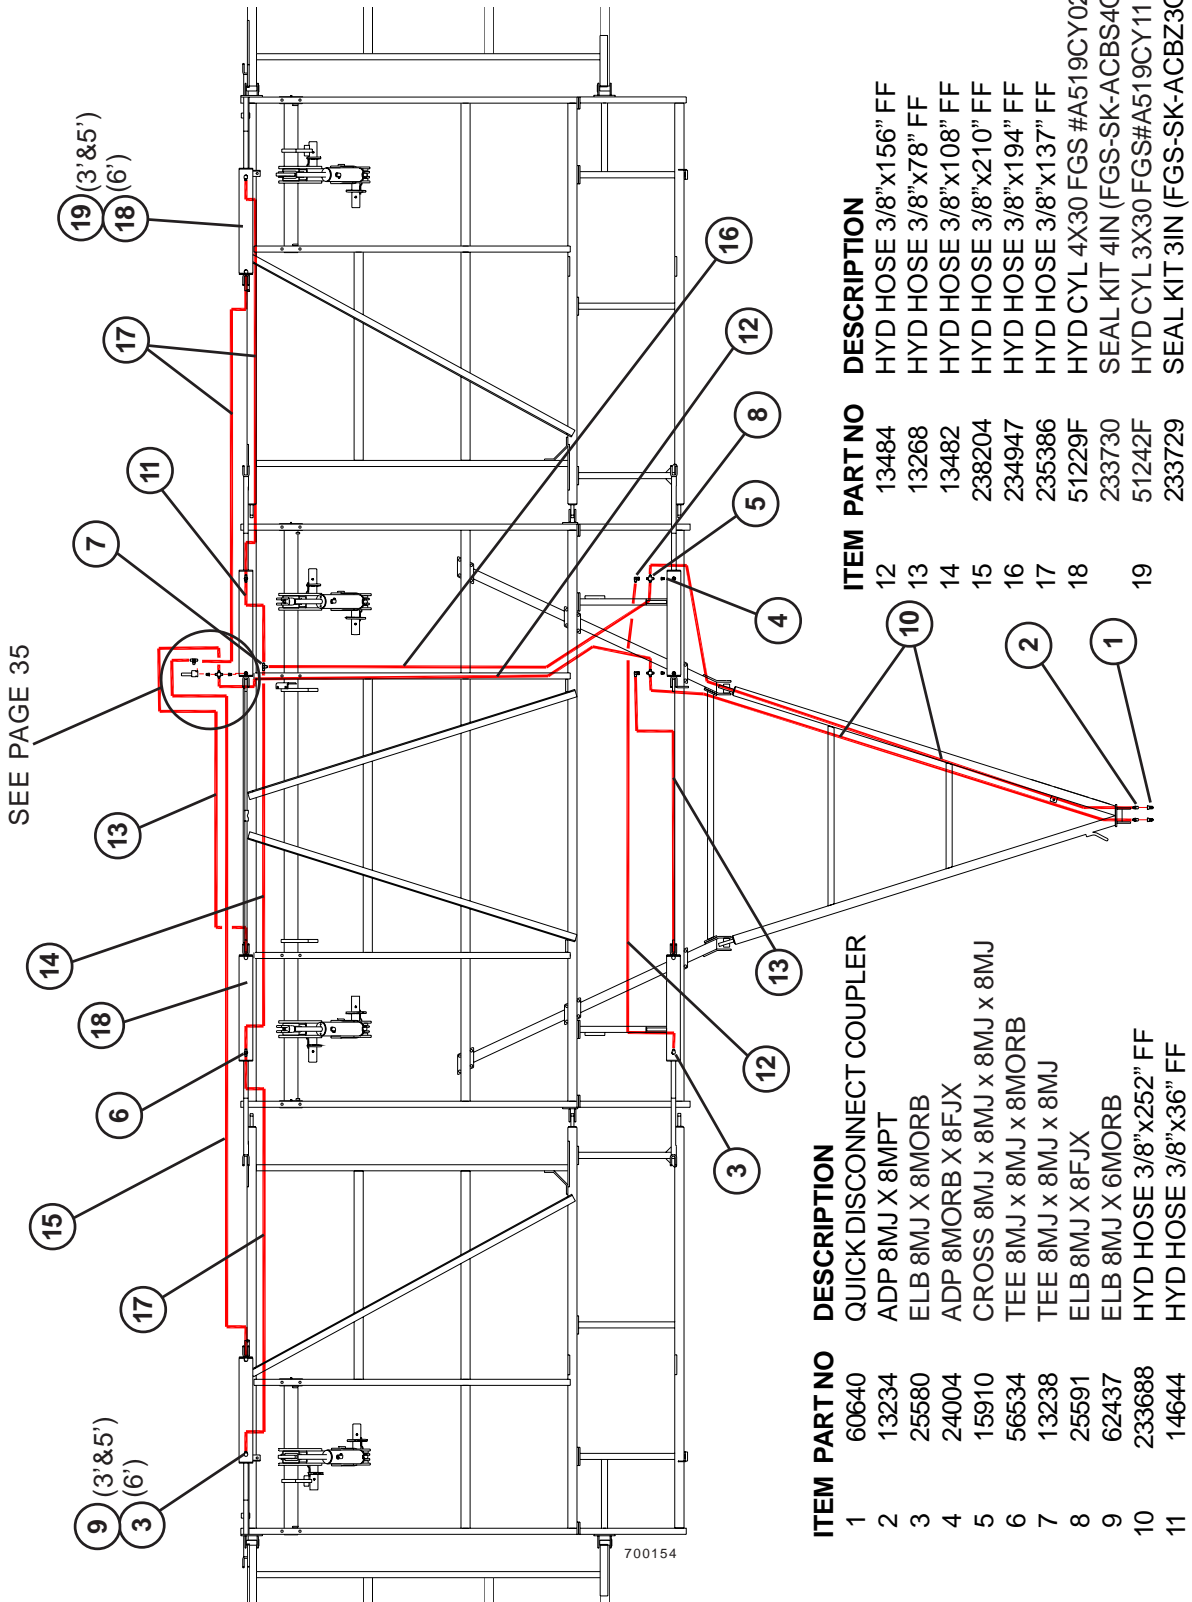 SEE PAGE 35
9 (3'&5')
3 (6')
17
15
6
18
14
13
7
11
17
19 (3'&5')
18 (6')
16
12
8
5
4
10
2
1
13
12
3
700154
ITEM PART NO DESCRIPTION
1 60640 QUICK DISCONNECT COUPLER
2 13234 ADP 8MJ X 8MPT
3 25580 ELB 8MJ X 8MORB
4 24004 ADP 8MORB X 8FJX
5 15910 CROSS 8MJ x 8MJ x 8MJ x 8MJ
6 56534 TEE 8MJ x 8MJ x 8MORB
7 13238 TEE 8MJ x 8MJ x 8MJ
8 25591 ELB 8MJ X 8FJX
9 62437 ELB 8MJ X 6MORB
10 233688 HYD HOSE 3/8"x252" FF
11 14644 HYD HOSE 3/8"x36" FF
ITEM PART NO DESCRIPTION
12 13484 HYD HOSE 3/8"x156" FF
13 13268 HYD HOSE 3/8"x78" FF
14 13482 HYD HOSE 3/8"x108" FF
15 238204 HYD HOSE 3/8"x210" FF
16 234947 HYD HOSE 3/8"x194" FF
17 235386 HYD HOSE 3/8"x137" FF
18 51229F HYD CYL 4X30 FGS #A519CY02
233730 SEAL KIT 4IN (FGS-SK-ACBS4
19 51242F HYD CYL 3X30 FGS#A519CY11
233729 SEAL KIT 3IN (FGS-SK-ACBZ3